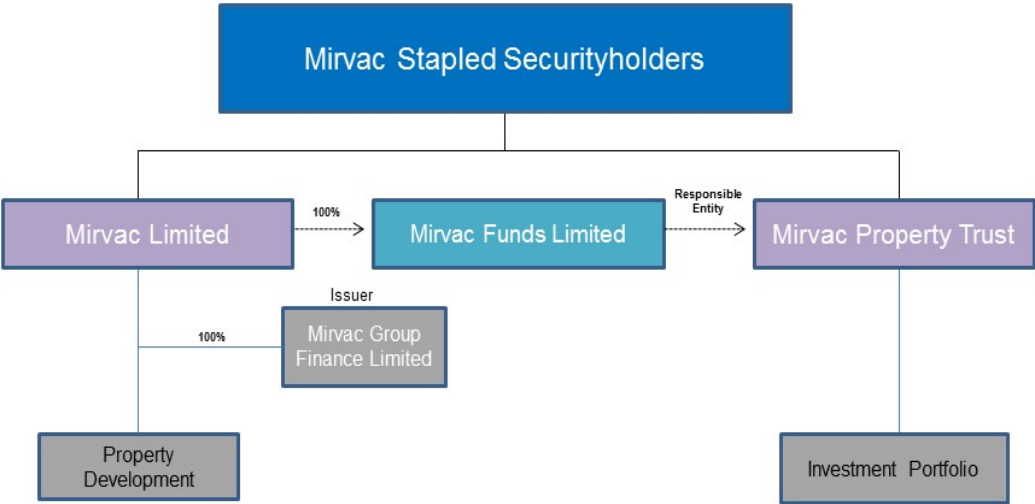 Mirvac Stapled Securityholders
Responsible
Entity
100%
Mirvac Limited
Mirvac Funds Limited
Mirvac Property Trust
Issuer
100%
Mirvac Group
Finance Limited
Property
Development
Investment Portfolio